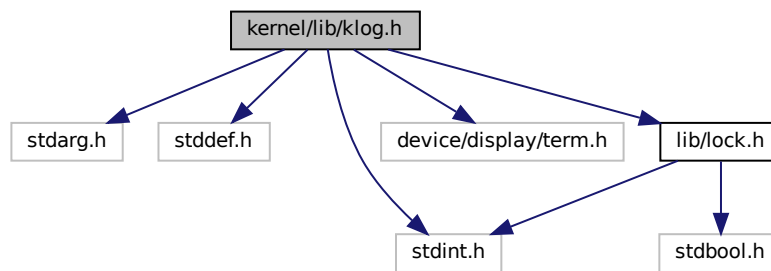 kernel/lib/klog.h
stdarg.h
stddef.h
device/display/term.h
lib/lock.h
stdint.h
stdbool.h